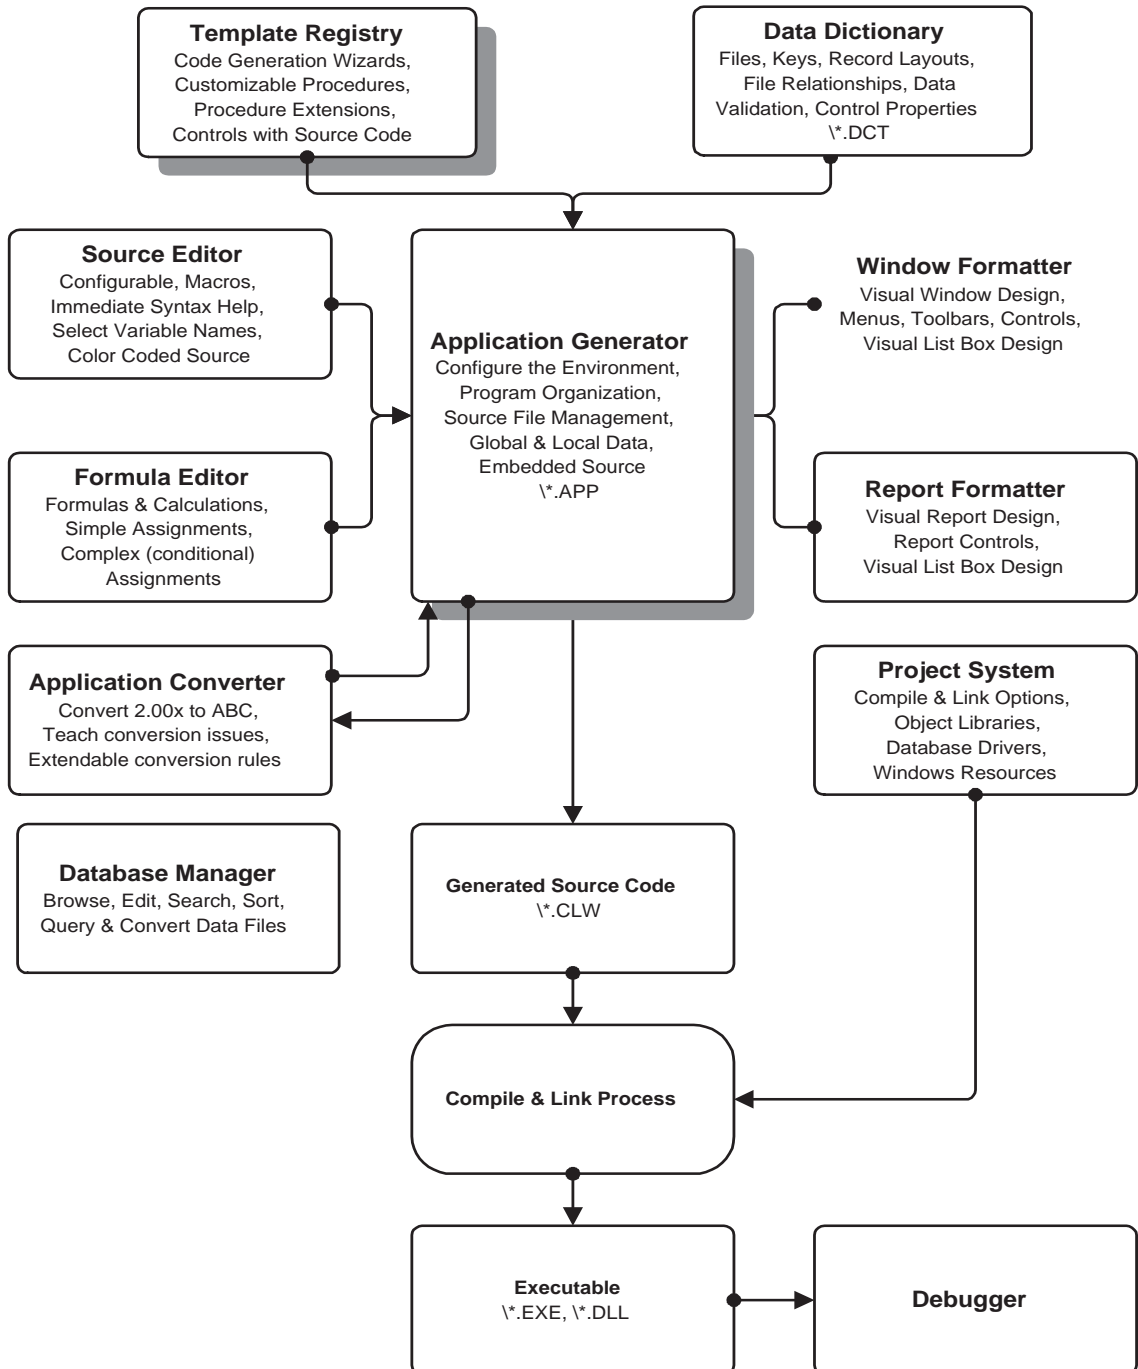 Template Registry
Code Generation Wizards,
Customizable Procedures,
Procedure Extensions,
Controls with Source Code
Data Dictionary
Files, Keys, Record Layouts,
File Relationships, Data
Validation, Control Properties
\*.DCT
Source Editor
Configurable, Macros,
Immediate Syntax Help,
Select Variable Names,
Color Coded Source
Application Generator
Configure the Environment,
Program Organization,
Source File Management,
Global & Local Data,
Embedded Source
\*.APP
Window Formatter
Visual Window Design,
Menus, Toolbars, Controls,
Visual List Box Design
Formula Editor
Formulas & Calculations,
Simple Assignments,
Complex (conditional)
Assignments
Report Formatter
Visual Report Design,
Report Controls,
Visual List Box Design
Application Converter
Convert 2.00x to ABC,
Teach conversion issues,
Extendable conversion rules
Project System
Compile & Link Options,
Object Libraries,
Database Drivers,
Windows Resources
Database Manager
Browse, Edit, Search, Sort,
Query & Convert Data Files
Generated Source Code
\*.CLW
Compile & Link Process
Executable
\*.EXE, \*.DLL
Debugger